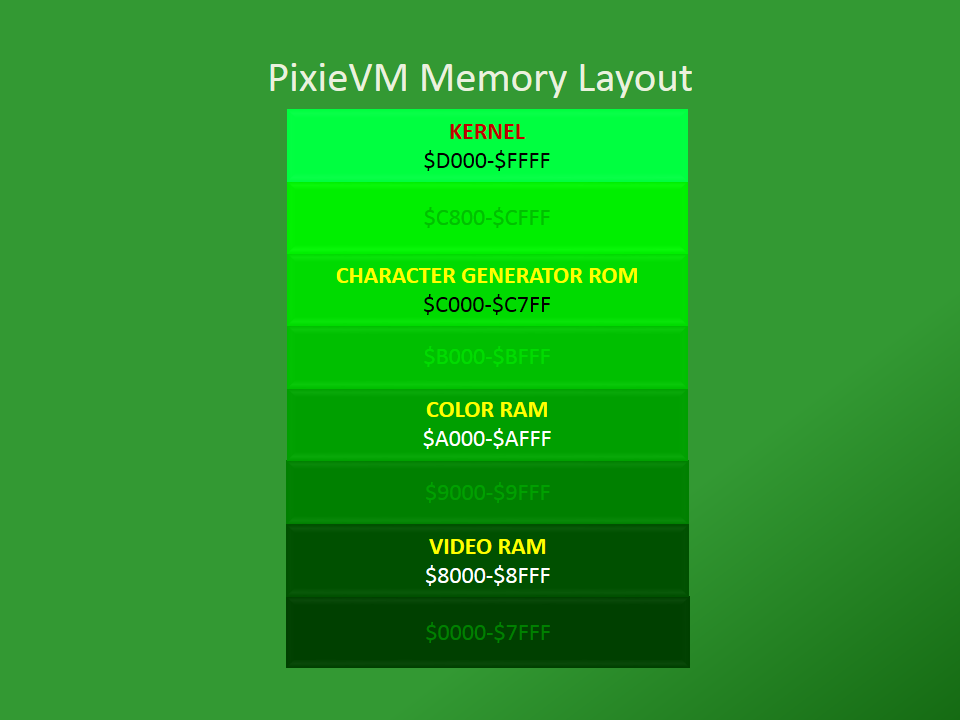 PixieVM Memory Layout
KERNEL
$D000-$FFFF
$C800-$CFFF
CHARACTER GENERATOR ROM
$C000-$C7FF
$B000-$BFFF
COLOR RAM
$A000-$AFFF
$9000-$9FFF
VIDEO RAM
$8000-$8FFF
$0000-$7FFF